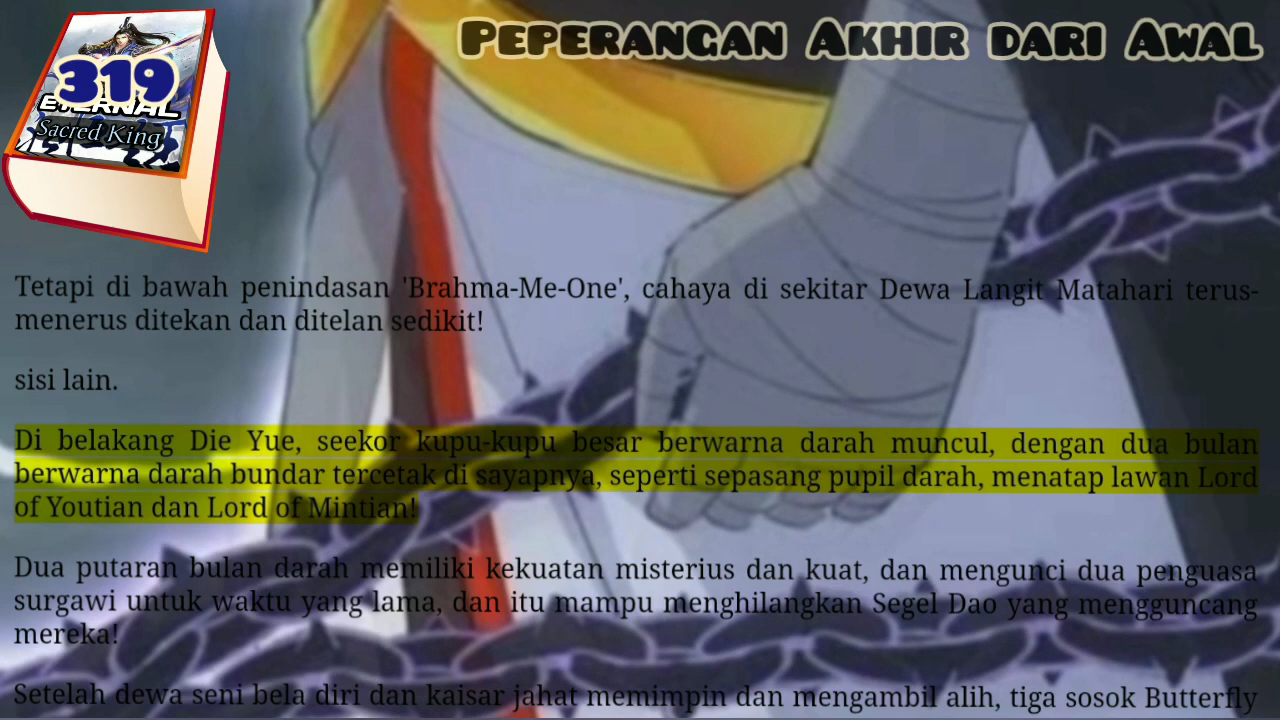 PEPERANGAN AKHIR DARI AWAL
319
ETERNAL
Sacred King
Tetapi di bawah penindasan 'Brahma-Me-One', cahaya di sekitar Dewa Langit Matahari terus-
menerus ditekan dan ditelan sedikit!
sisi lain.
Di belakang Die Yue, seekor kupu-kupu besar berwarna darah muncul, dengan dua bulan
berwarna darah bundar tercetak di sayapnya, seperti sepasang pupil darah, menatap lawan Lord
of Youtian dan Lord of Mintian!
Dua putaran bulan darah memiliki kekuatan misterius dan kuat, dan mengunci dua penguasa
surgawi untuk waktu yang lama, dan itu mampu menghilangkan Segel Dao yang mengguncang
mereka!
Setelah dewa seni bela diri dan kaisar jahat memimpin dan mengambil alih, tiga sosok Butterfly